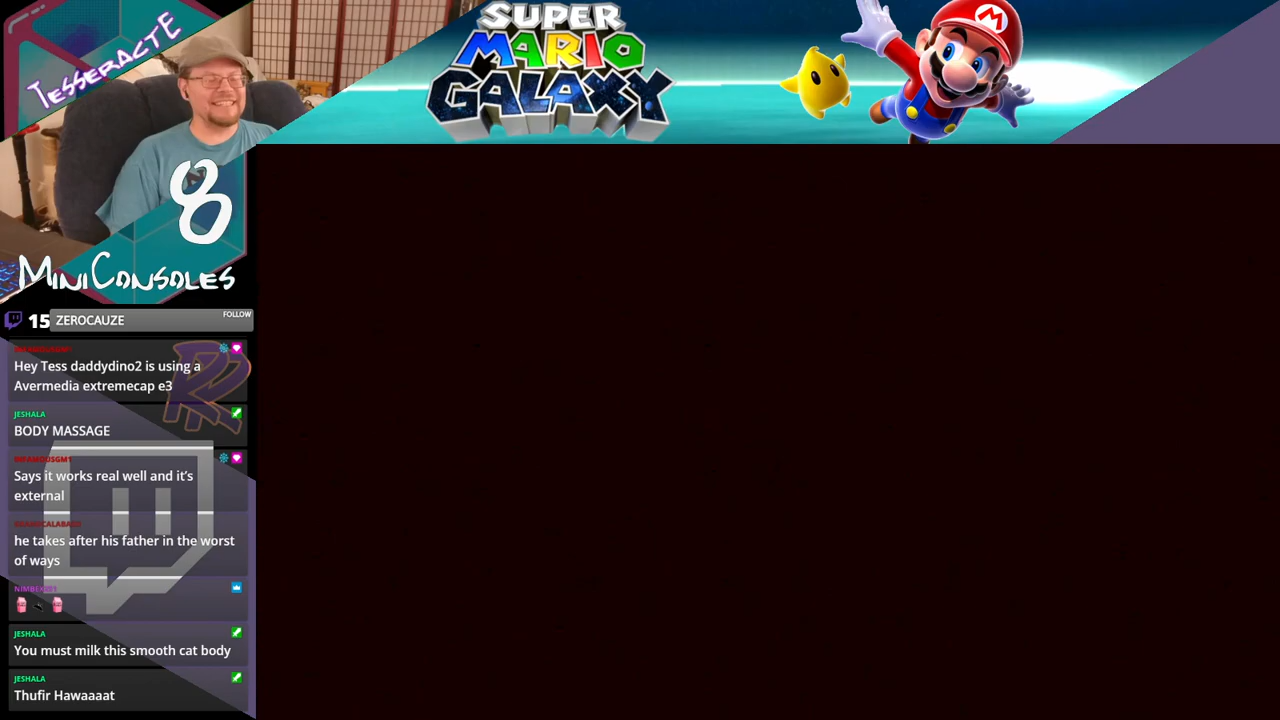 TESSERACTE
SUPER
MARIO
GALAXY
M
8
MINICONSOLES
15 ZEROCAUZE FOLLOW
Hey Tess daddydino2 is using a
Avermedia extremecap e3
JESHALA
BODY MASSAGE
Says it works real well and it's
external
he takes after his father in the worst
of ways
JESHALA
You must milk this smooth cat body
JESHALA
Thufir Hawaaaat